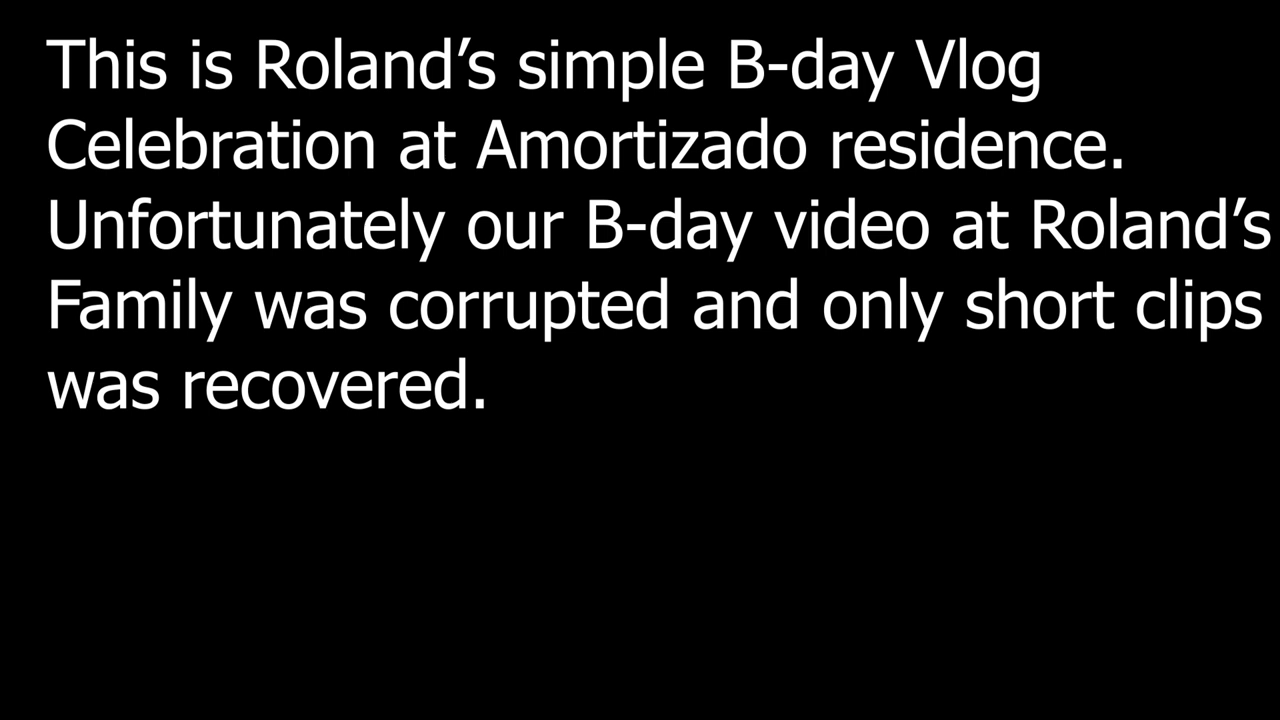 This is Roland’s simple B-day Vlog
Celebration at Amortizado residence.
Unfortunately our B-day video at Roland’s
Family was corrupted and only short clips
was recovered.